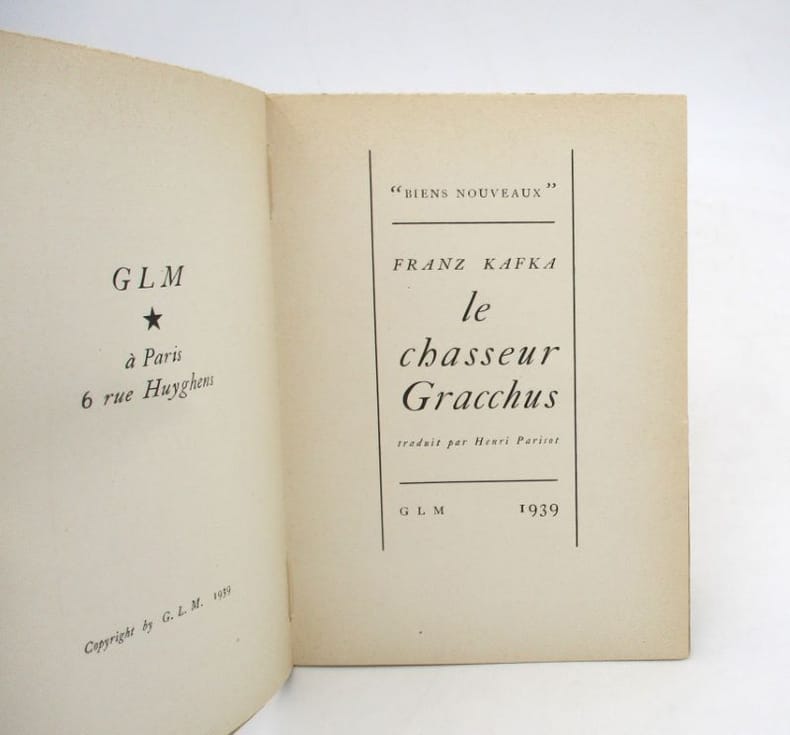 GLM
★
à Paris
6 rue Huyghens
Copyright by G. L. M. 1939
“BIENS NOUVEAUX”
FRANZ KAFKA
le
chasseur
Gracchus
traduit par Henri Parisot
GLM 1939